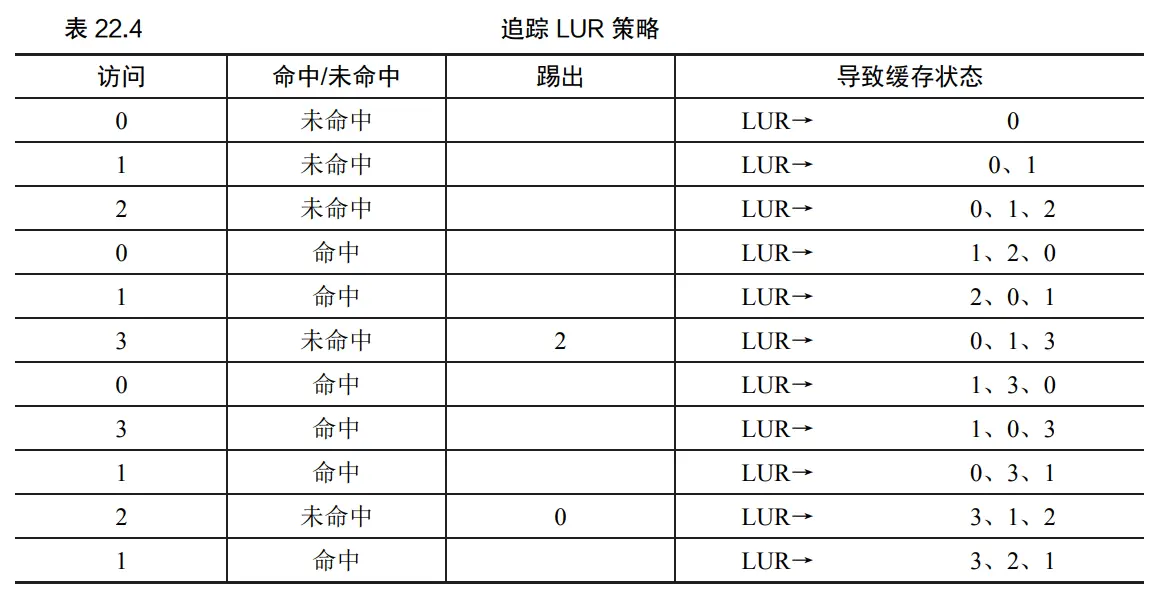 表 22.4 追踪 LUR 策略
访问 命中/未命中 踢出 导致缓存状态
0 未命中 LUR→ 0
1 未命中 LUR→ 0、1
2 未命中 LUR→ 0、1、2
0 命中 LUR→ 1、2、0
1 命中 LUR→ 2、0、1
3 未命中 2 LUR→ 0、1、3
0 命中 LUR→ 1、3、0
3 命中 LUR→ 1、0、3
1 命中 LUR→ 0、3、1
2 未命中 0 LUR→ 3、1、2
1 命中 LUR→ 3、2、1